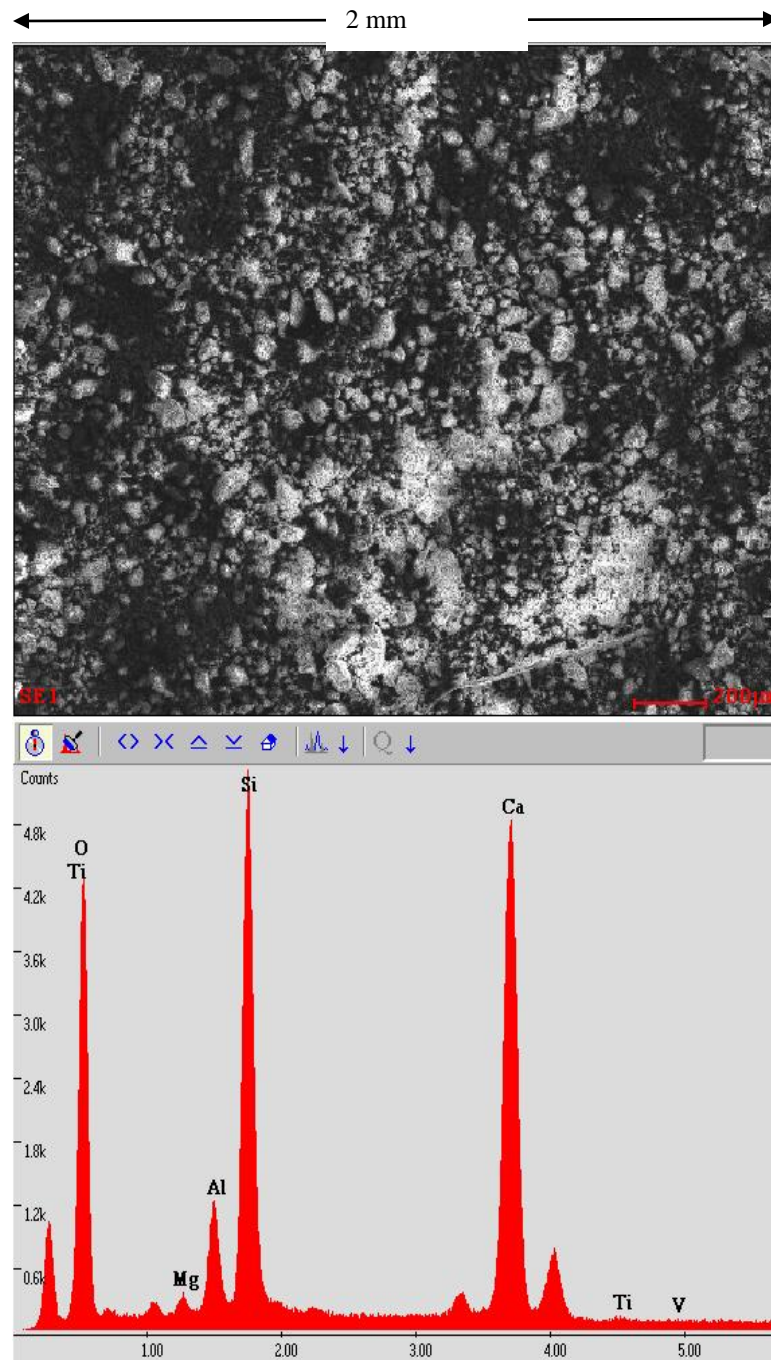 2 mm
SE1 200µm
Counts
Si
4.8k Ca
O
Ti
4.2k
3.6k
3.0k
2.4k
1.8k
Al
1.2k
Mg
0.6k
Ti V
1.00 2.00 3.00 4.00 5.00